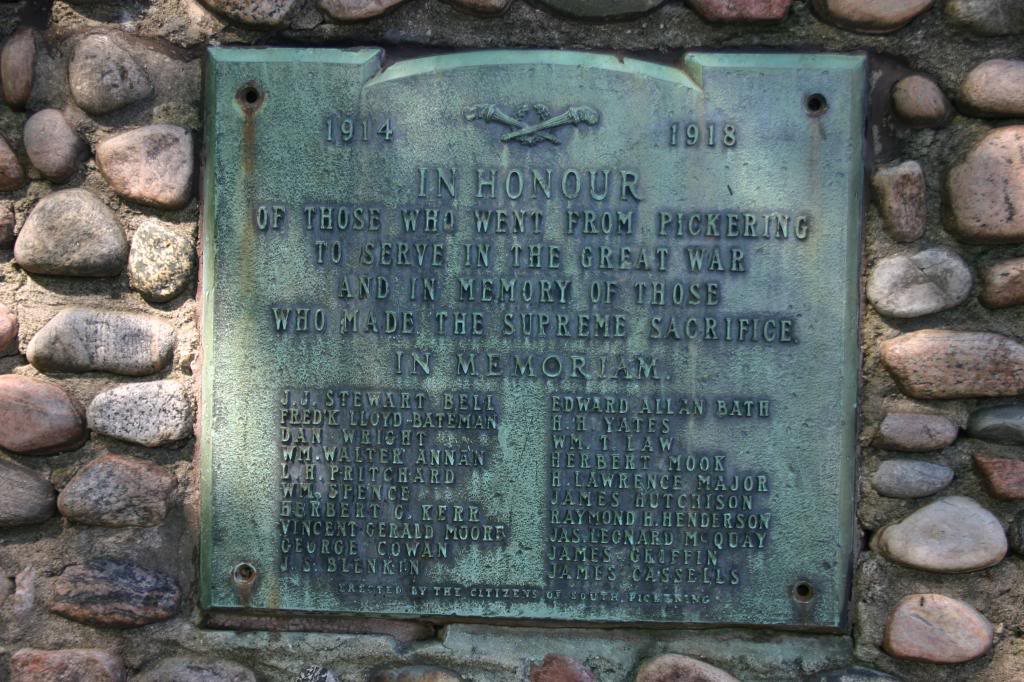 1914 1918
IN HONOUR
OF THOSE WHO WENT FROM PICKERING
TO SERVE IN THE GREAT WAR
AND IN MEMORY OF THOSE
WHO MADE THE SUPREME SACRIFICE.
IN MEMORIAM.
J. J. STEWART BELL
FRED'K LLOYD-BATEMAN
DAN WRIGHT
WM. WALTER ANNAN
L. H. PRITCHARD
WM. SPENCE
HERBERT G. KERR
VINCENT GERALD MOORE
GEORGE COWAN
J. S. BLENKIN
EDWARD ALLAN BATH
H. H. YATES
WM. T. LAW
HERBERT MOOK
H. LAWRENCE MAJOR
JAMES HUTCHISON
RAYMOND H. HENDERSON
JAS. LEONARD McQUAY
JAMES GRIFFIN
JAMES CASSELLS
ERECTED BY THE CITIZENS OF SOUTH PICKERING